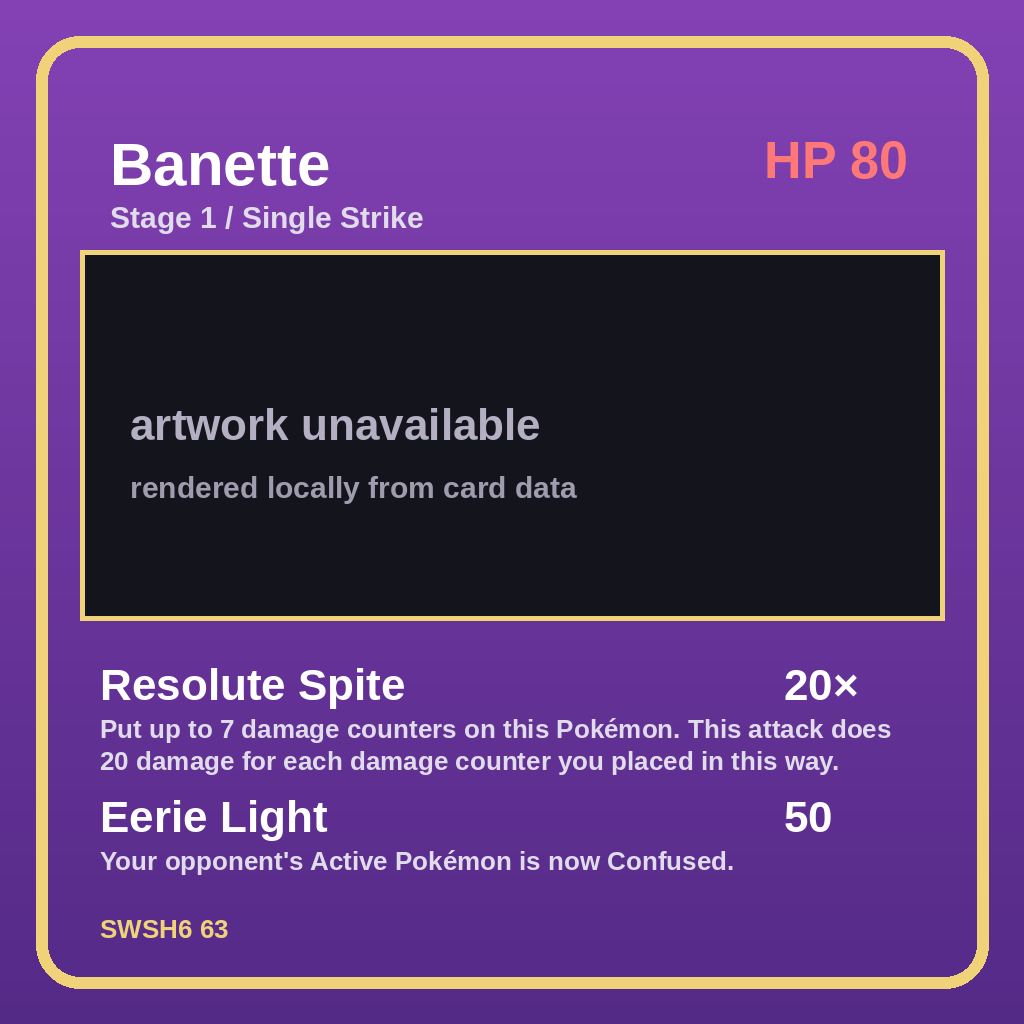 Banette
HP 80
Stage 1 / Single Strike
artwork unavailable
rendered locally from card data
Resolute Spite 20×
Put up to 7 damage counters on this Pokémon. This attack does
20 damage for each damage counter you placed in this way.
Eerie Light 50
Your opponent's Active Pokémon is now Confused.
SWSH6 63